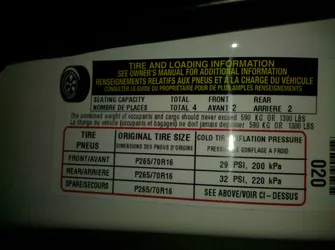 TIRE AND LOADING INFORMATION
SEE OWNER'S MANUAL FOR ADDITIONAL INFORMATION
RENSEIGNEMENTS RELATIFS AUX PNEUS ET À LA CHARGE DU VÉHICULE
CONSULTER LE GUIDE DU PROPRIÉTAIRE POUR DE PLUS AMPLES RENSEIGNEMENTS
SEATING CAPACITY TOTAL FRONT REAR
NOMBRE DE PLACES TOTAL 4 AVANT 2 ARRIERE 2
The combined weight of occupants and cargo should never exceed 590 KG OR 1300 LBS
La charge du véhicule (occupants et bagages) ne doit jamais dépasser 590 KG OR 1300 LBS
TIRE ORIGINAL TIRE SIZE COLD TIRE INFLATION PRESSURE
PNEUS DIMENSIONS DES PNEUS D'ORIGINE PRESSION DE GONFLAGE A FROID
FRONT/AVANT P265/70R16 29 PSI, 200 kPa
REAR/ARRIERE P265/70R16 32 PSI, 220 kPa
SPARE/SECOURS P265/70R16 SEE ABOVE/VOIR CI-DESSUS
020